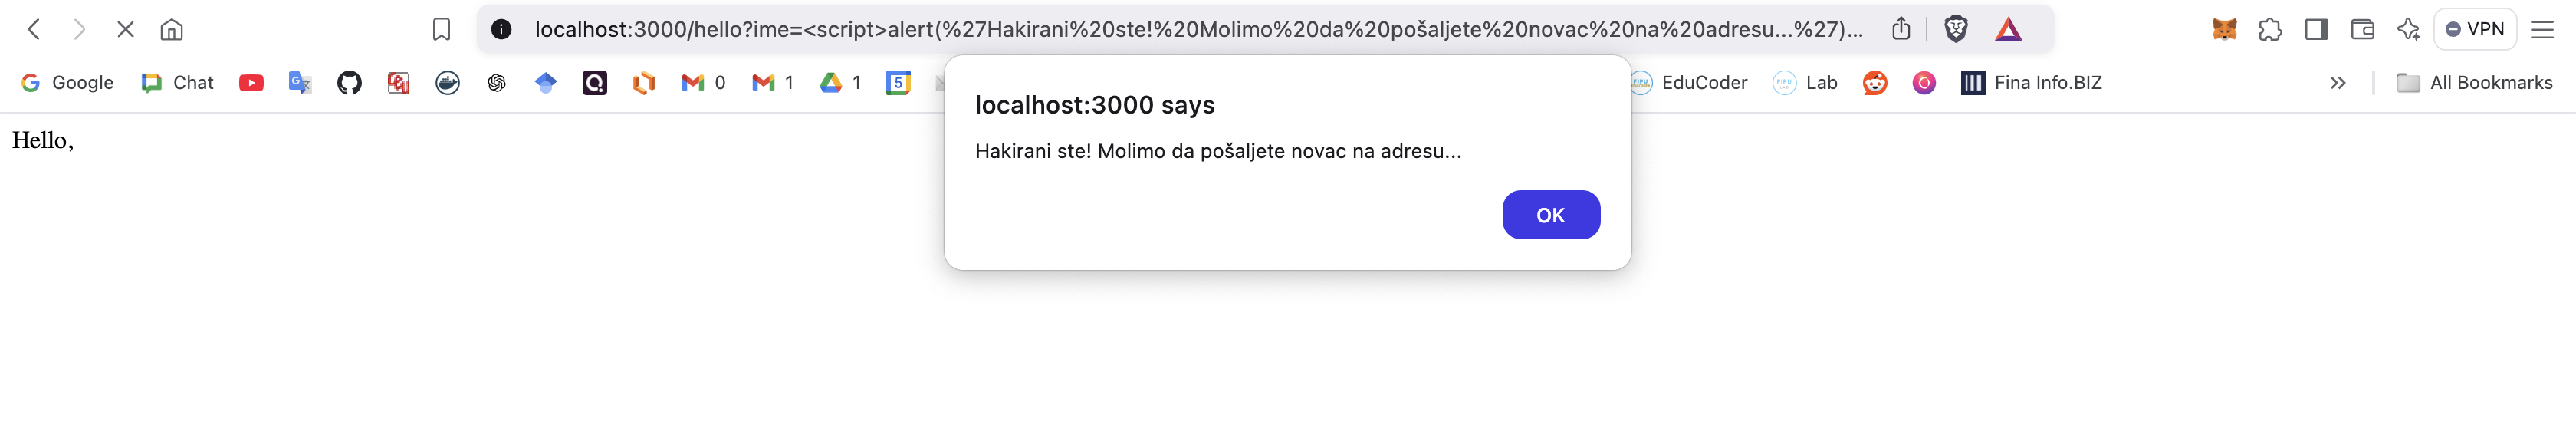 localhost:3000/hello?ime=<script>alert(%27Hakirani%20ste!%20Molimo%20da%20pošaljete%20novac%20na%20adresu...%27)...
VPN
Google Chat 0 1 1 5 EduCoder Lab Fina Info.BIZ » All Bookmarks
Hello,
localhost:3000 says
Hakirani ste! Molimo da pošaljete novac na adresu...
OK